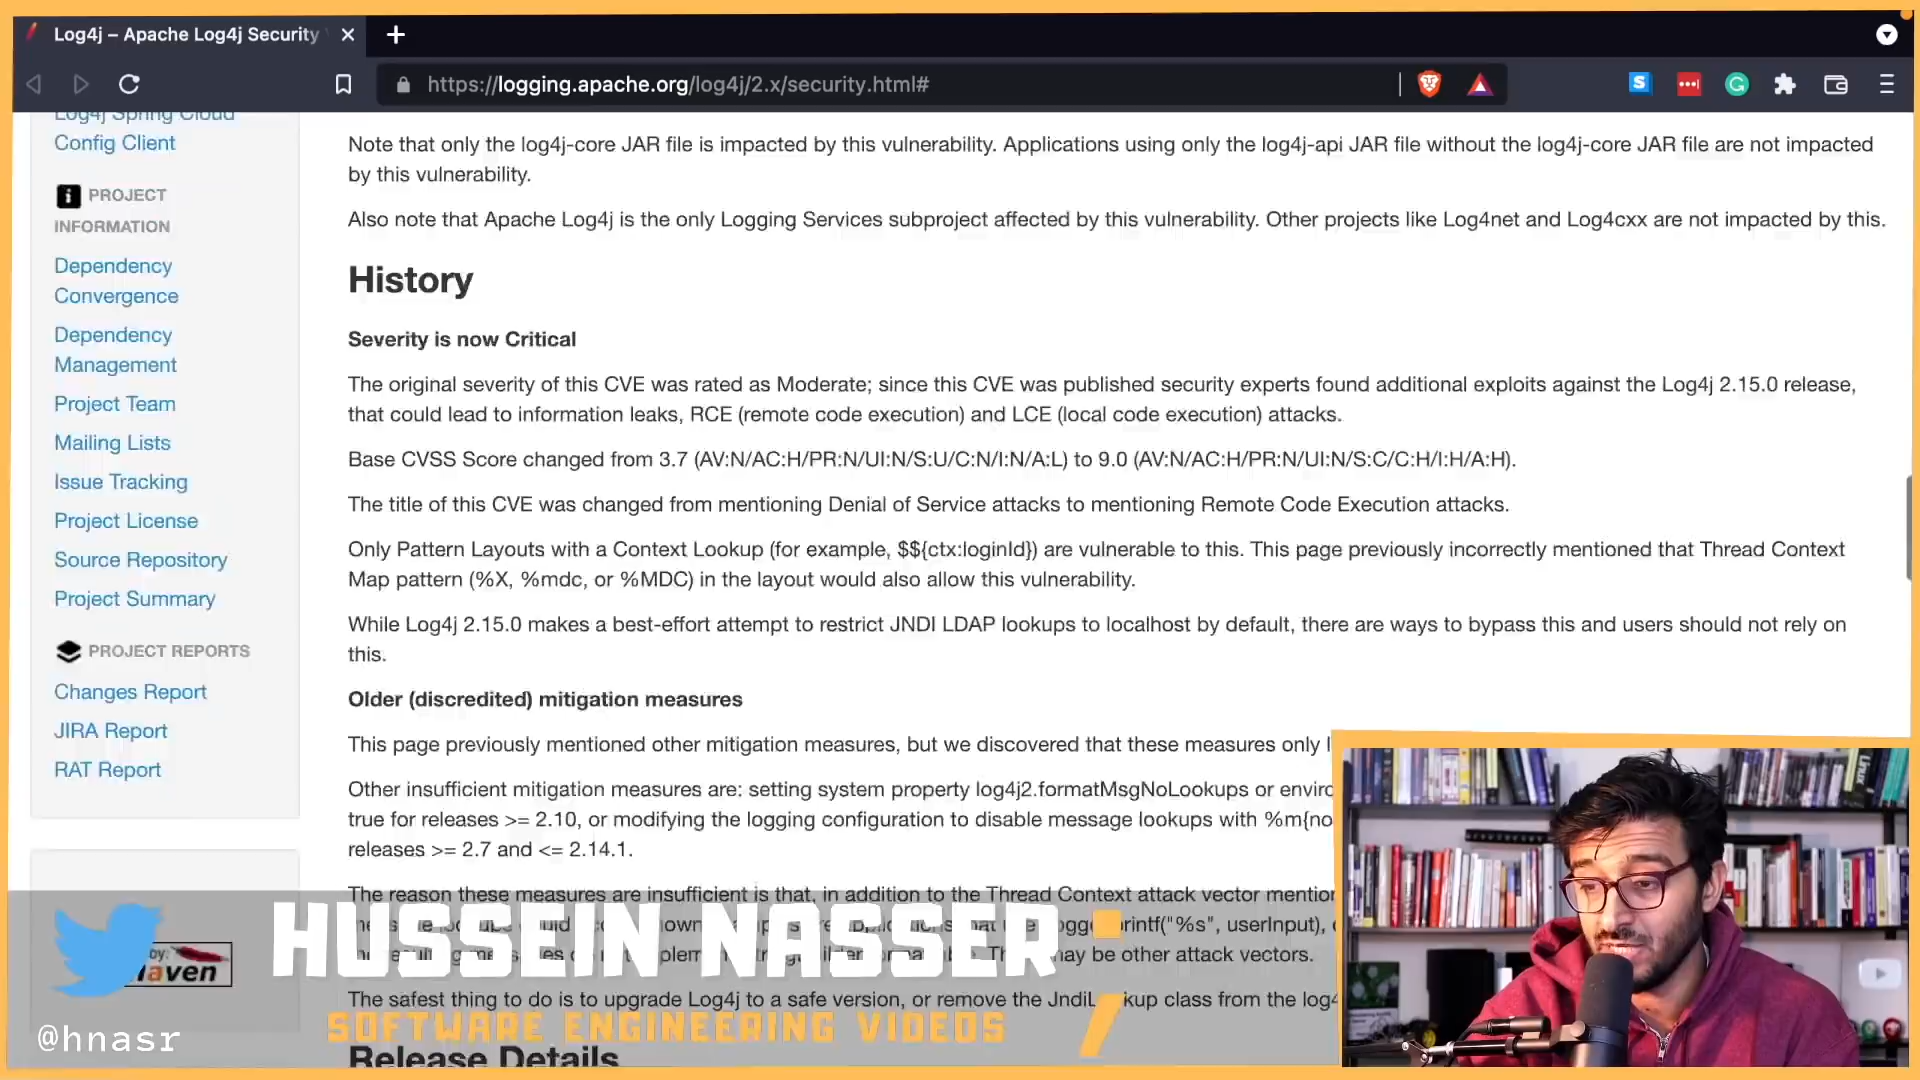 Log4j – Apache Log4j Security
https://logging.apache.org/log4j/2.x/security.html#
Log4j Spring Cloud
Config Client
PROJECT
INFORMATION
Dependency
Convergence
Dependency
Management
Project Team
Mailing Lists
Issue Tracking
Project License
Source Repository
Project Summary
PROJECT REPORTS
Changes Report
JIRA Report
RAT Report
Note that only the log4j-core JAR file is impacted by this vulnerability. Applications using only the log4j-api JAR file without the log4j-core JAR file are not impacted
by this vulnerability.
Also note that Apache Log4j is the only Logging Services subproject affected by this vulnerability. Other projects like Log4net and Log4cxx are not impacted by this.
History
Severity is now Critical
The original severity of this CVE was rated as Moderate; since this CVE was published security experts found additional exploits against the Log4j 2.15.0 release,
that could lead to information leaks, RCE (remote code execution) and LCE (local code execution) attacks.
Base CVSS Score changed from 3.7 (AV:N/AC:H/PR:N/UI:N/S:U/C:N/I:N/A:L) to 9.0 (AV:N/AC:H/PR:N/UI:N/S:C/C:H/I:H/A:H).
The title of this CVE was changed from mentioning Denial of Service attacks to mentioning Remote Code Execution attacks.
Only Pattern Layouts with a Context Lookup (for example, $${ctx:loginId}) are vulnerable to this. This page previously incorrectly mentioned that Thread Context
Map pattern (%X, %mdc, or %MDC) in the layout would also allow this vulnerability.
While Log4j 2.15.0 makes a best-effort attempt to restrict JNDI LDAP lookups to localhost by default, there are ways to bypass this and users should not rely on
this.
Older (discredited) mitigation measures
This page previously mentioned other mitigation measures, but we discovered that these measures only
Other insufficient mitigation measures are: setting system property log4j2.formatMsgNoLookups or
true for releases >= 2.10, or modifying the logging configuration to disable message lookups with
releases >= 2.7 and <= 2.14.1.
The reason these measures are insufficient is that, in addition to the Thread Context attack vector
userInput),
may be other attack vectors.
The safest thing to do is to upgrade Log4j to a safe version, or remove the
class from the
Release Details
by:
HUSSEIN NASSER
SOFTWARE ENGINEERING VIDEOS
@hnasr
Linux